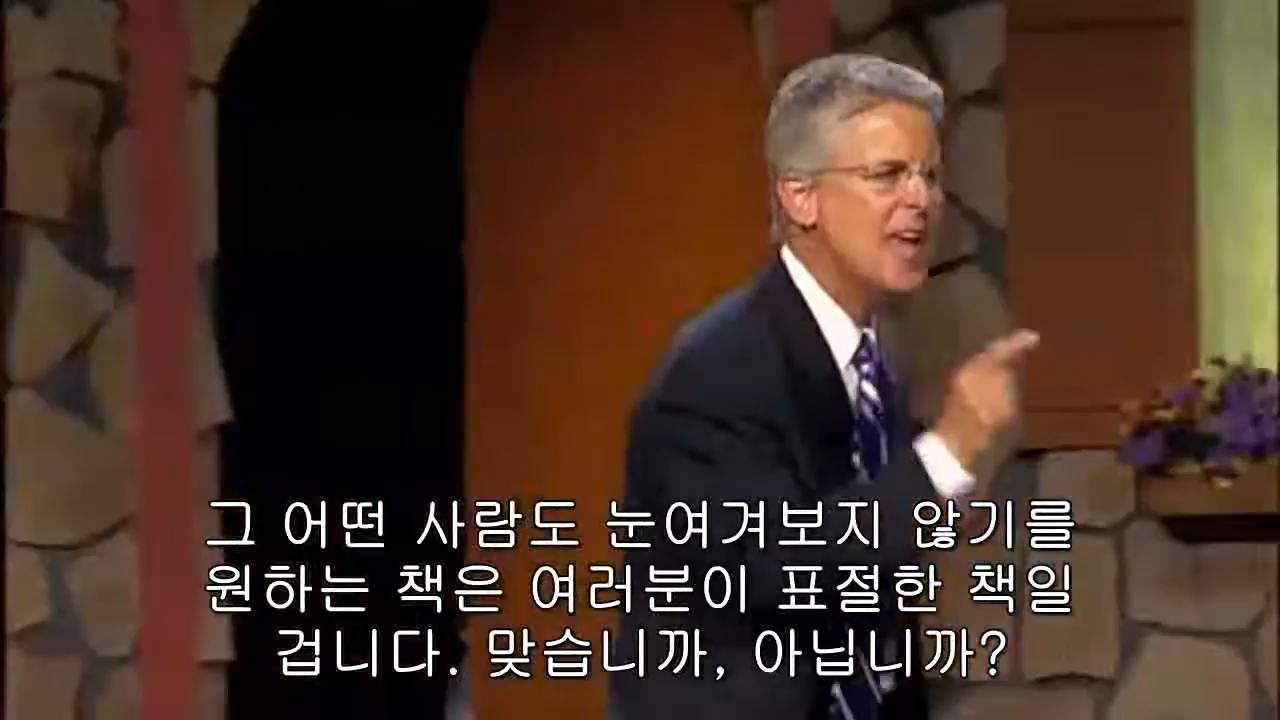 그 어떤 사람도 눈여겨보지 않기를
원하는 책은 여러분이 표절한 책일
겁니다. 맞습니까, 아닙니까?